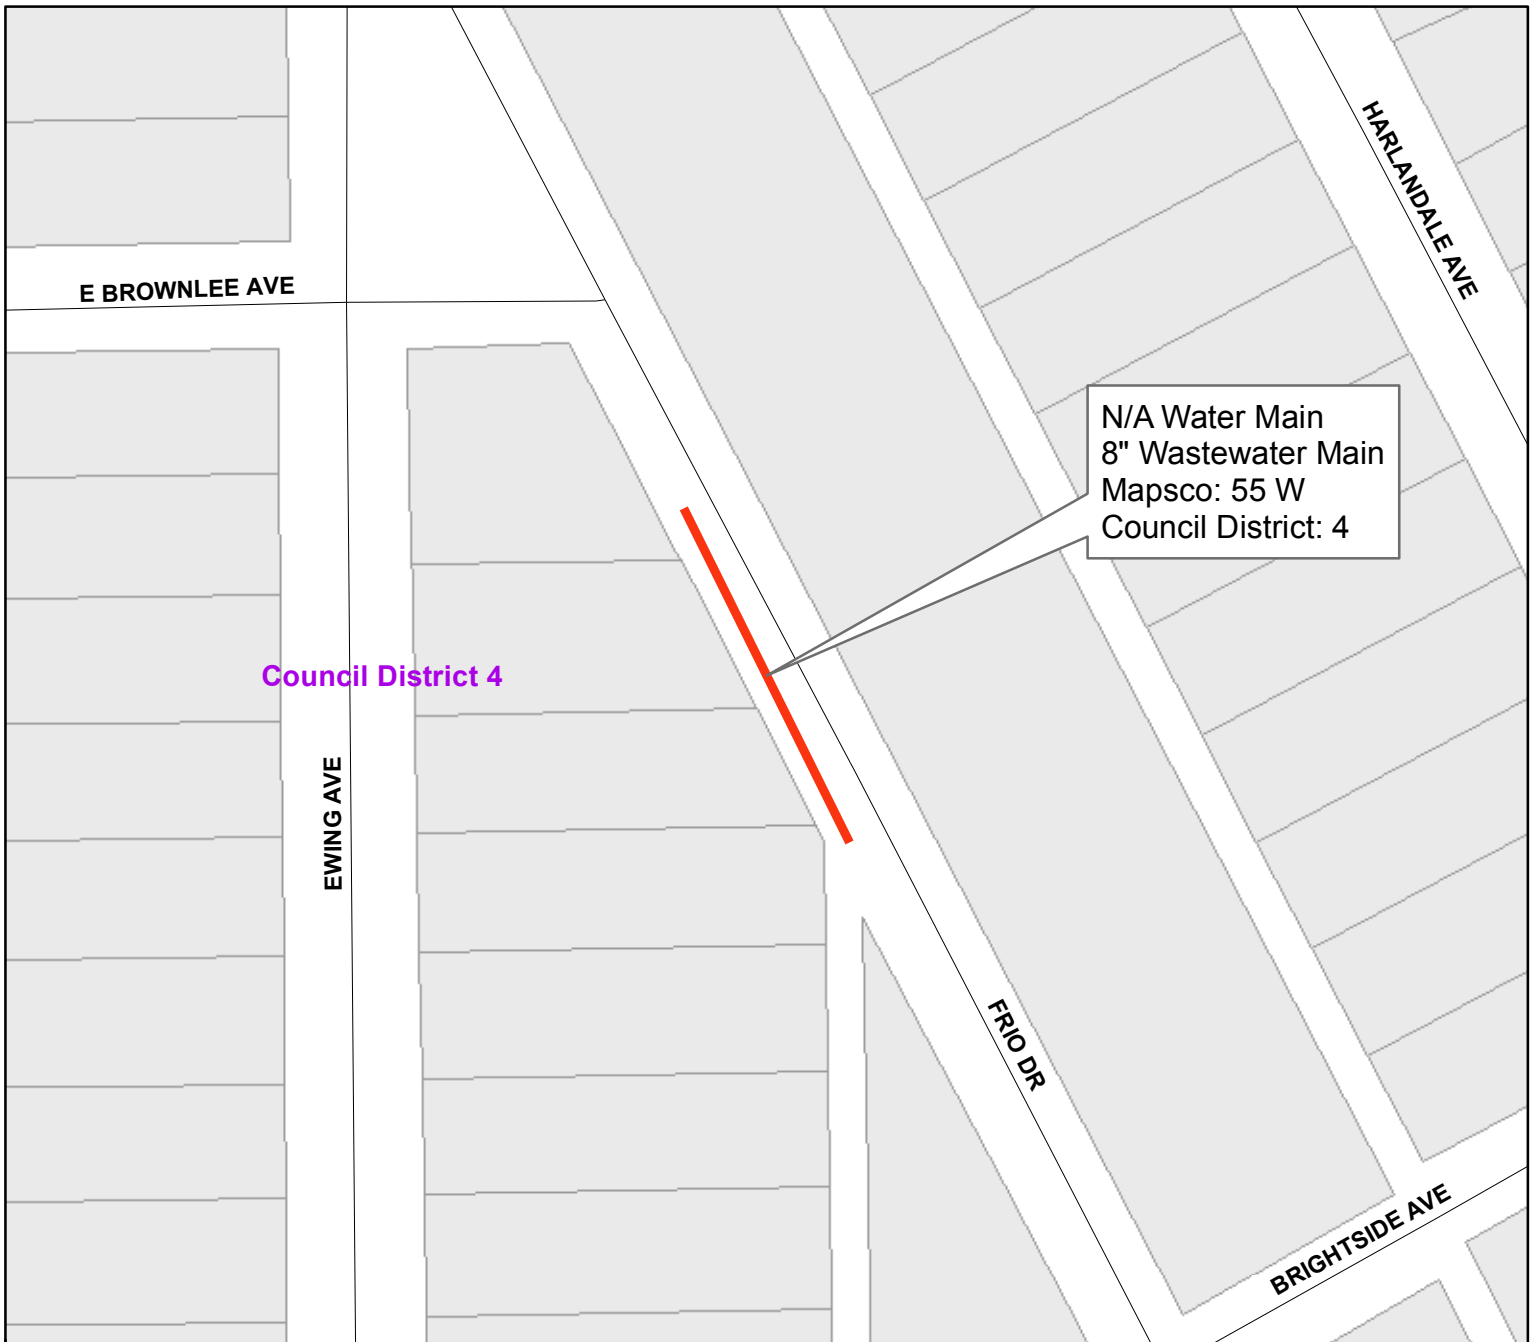 HARLANDALE AVE
E BROWNLEE AVE
N/A Water Main
8" Wastewater Main
Mapsco: 55 W
Council District: 4
Council District 4
EWING AVE
FRIO DR
BRIGHTSIDE AVE